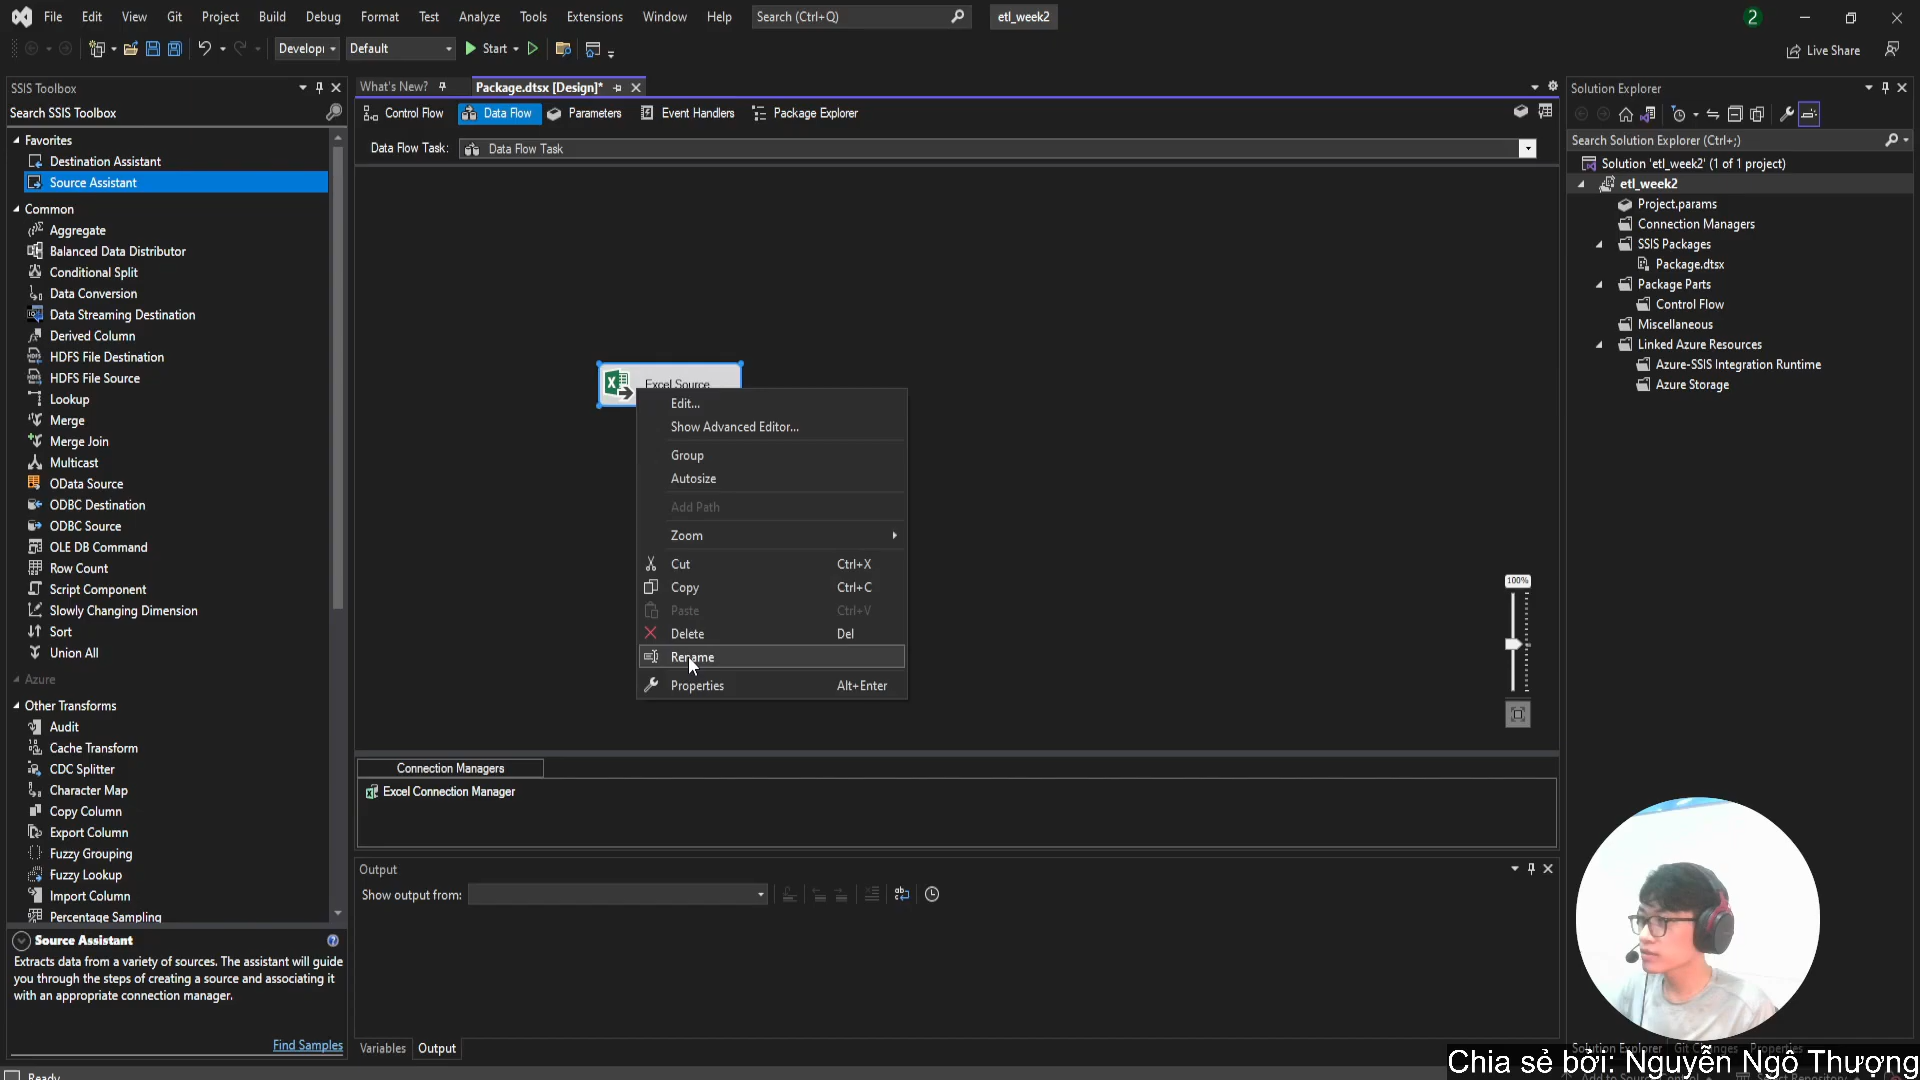 File Edit View Git Project Build Debug Format Test Analyze Tools Extensions Window Help Search (Ctrl+Q) etl_week2 2
Develop Default Start Live Share
SSIS Toolbox
Search SSIS Toolbox
Favorites
Destination Assistant
Source Assistant
Common
Aggregate
Balanced Data Distributor
Conditional Split
Data Conversion
Data Streaming Destination
Derived Column
HDFS File Destination
HDFS File Source
Lookup
Merge
Merge Join
Multicast
OData Source
ODBC Destination
ODBC Source
OLE DB Command
Row Count
Script Component
Slowly Changing Dimension
Sort
Union All
Azure
Other Transforms
Audit
Cache Transform
CDC Splitter
Character Map
Copy Column
Export Column
Fuzzy Grouping
Fuzzy Lookup
Import Column
Percentage Sampling
Source Assistant
Extracts data from a variety of sources. The assistant will guide
you through the steps of creating a source and associating it
with an appropriate connection manager.
Find Samples
What's New? Package.dtsx [Design]*
Control Flow Data Flow Parameters Event Handlers Package Explorer
Data Flow Task: Data Flow Task
Excel Source
Edit...
Show Advanced Editor...
Group
Autosize
Add Path
Zoom
Cut Ctrl+X
Copy Ctrl+C
Paste Ctrl+V
Delete Del
Rename
Properties Alt+Enter
100%
Connection Managers
Excel Connection Manager
Output
Show output from:
Variables Output
Solution Explorer
Search Solution Explorer (Ctrl+;)
Solution 'etl_week2' (1 of 1 project)
etl_week2
Project.params
Connection Managers
SSIS Packages
Package.dtsx
Package Parts
Control Flow
Miscellaneous
Linked Azure Resources
Azure-SSIS Integration Runtime
Azure Storage
Solution Explorer Git Changes Properties
Chia sẻ bởi: Nguyễn Ngô Thượng
Ready